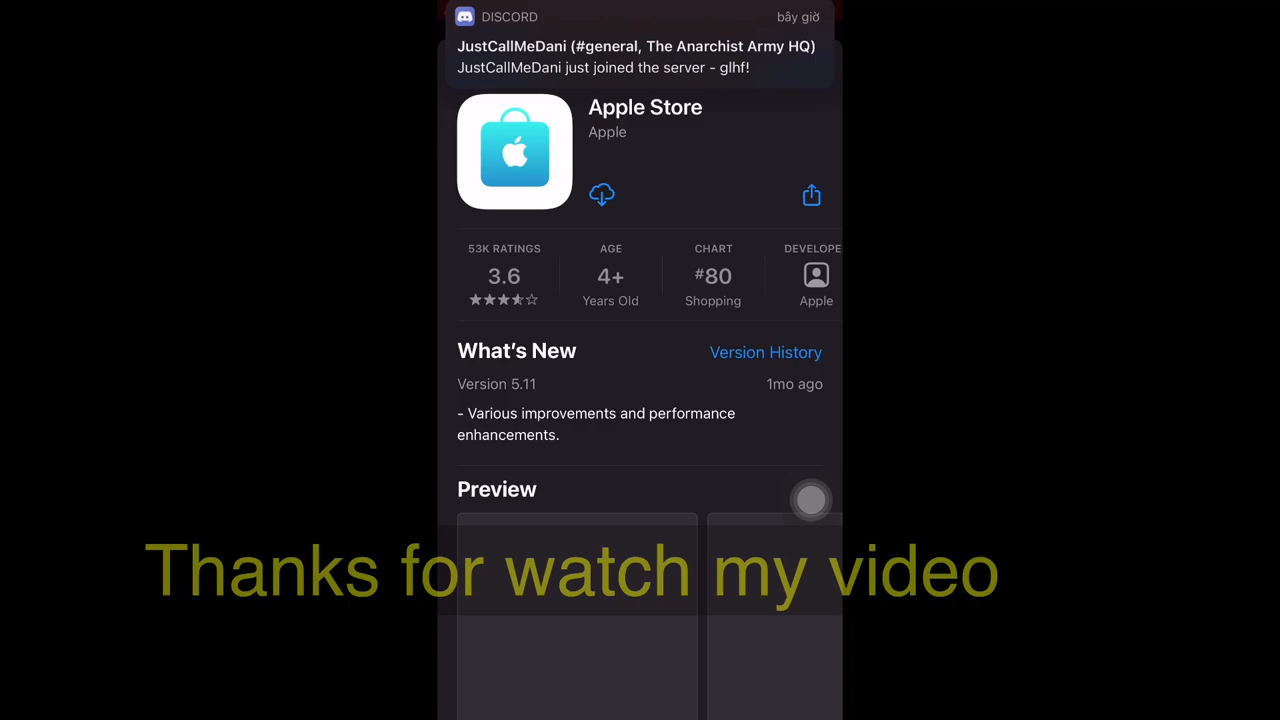 DISCORD
bây giờ
JustCallMeDani (#general, The Anarchist Army HQ)
JustCallMeDani just joined the server - glhf!
Apple Store
Apple
53K RATINGS
AGE
CHART
DEVELOPE
3.6
4+
#80
Years Old
Shopping
Apple
What's New
Version History
Version 5.11
1mo ago
- Various improvements and performance
enhancements.
Preview
Thanks for watch my video